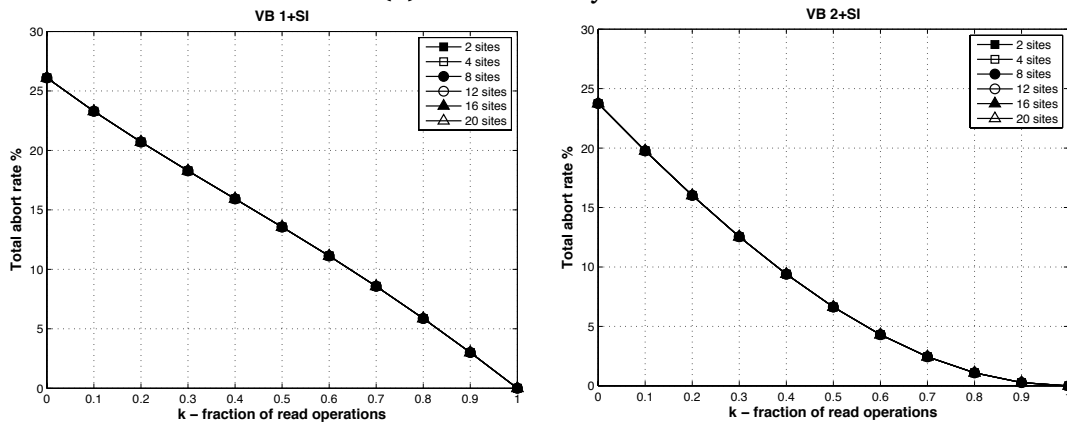 VB 1+SI
30
25
20
15
10
5
0
Total abort rate %
2 sites
4 sites
8 sites
12 sites
16 sites
20 sites
0 0.1 0.2 0.3 0.4 0.5 0.6 0.7 0.8 0.9 1
k – fraction of read operations
VB 2+SI
30
25
20
15
10
5
0
Total abort rate %
2 sites
4 sites
8 sites
12 sites
16 sites
20 sites
0 0.1 0.2 0.3 0.4 0.5 0.6 0.7 0.8 0.9 1
k – fraction of read operations